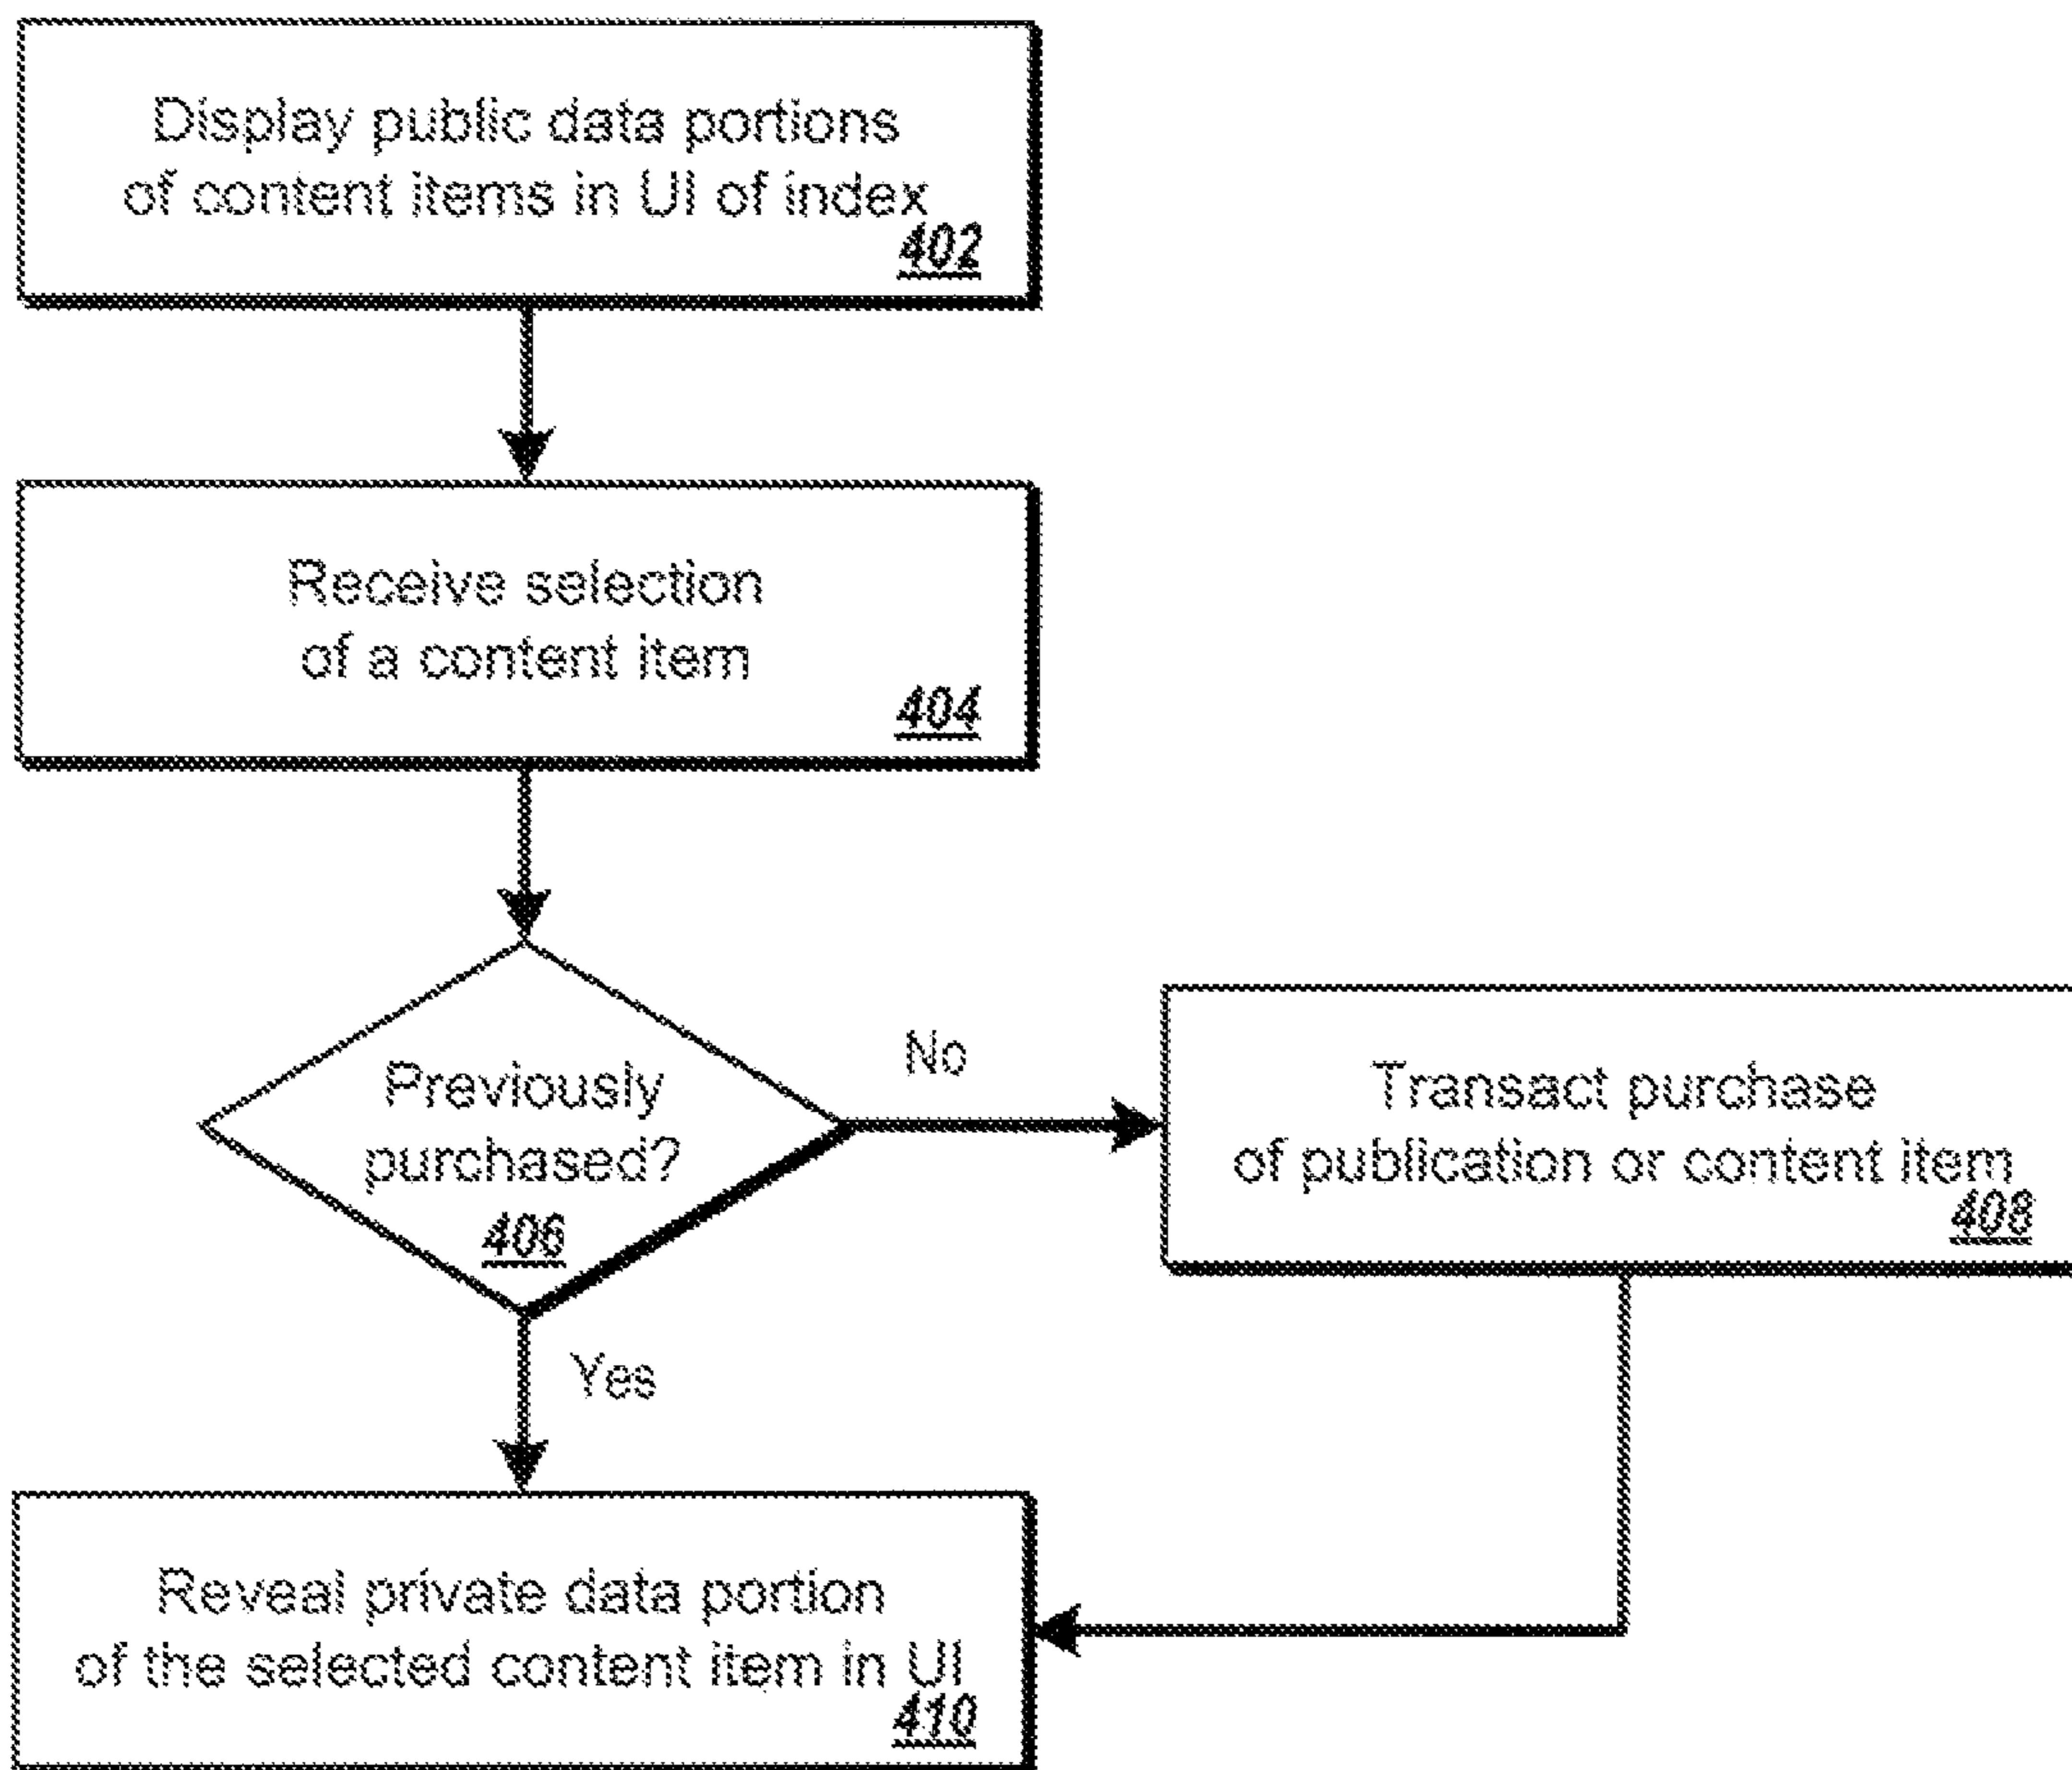 Display public data portions
of content items in UI of index
402
Receive selection
of a content item
404
Previously
purchased?
406
No
Yes
Transact purchase
of publication or content item
408
Reveal private data portion
of the selected content item in UI
410